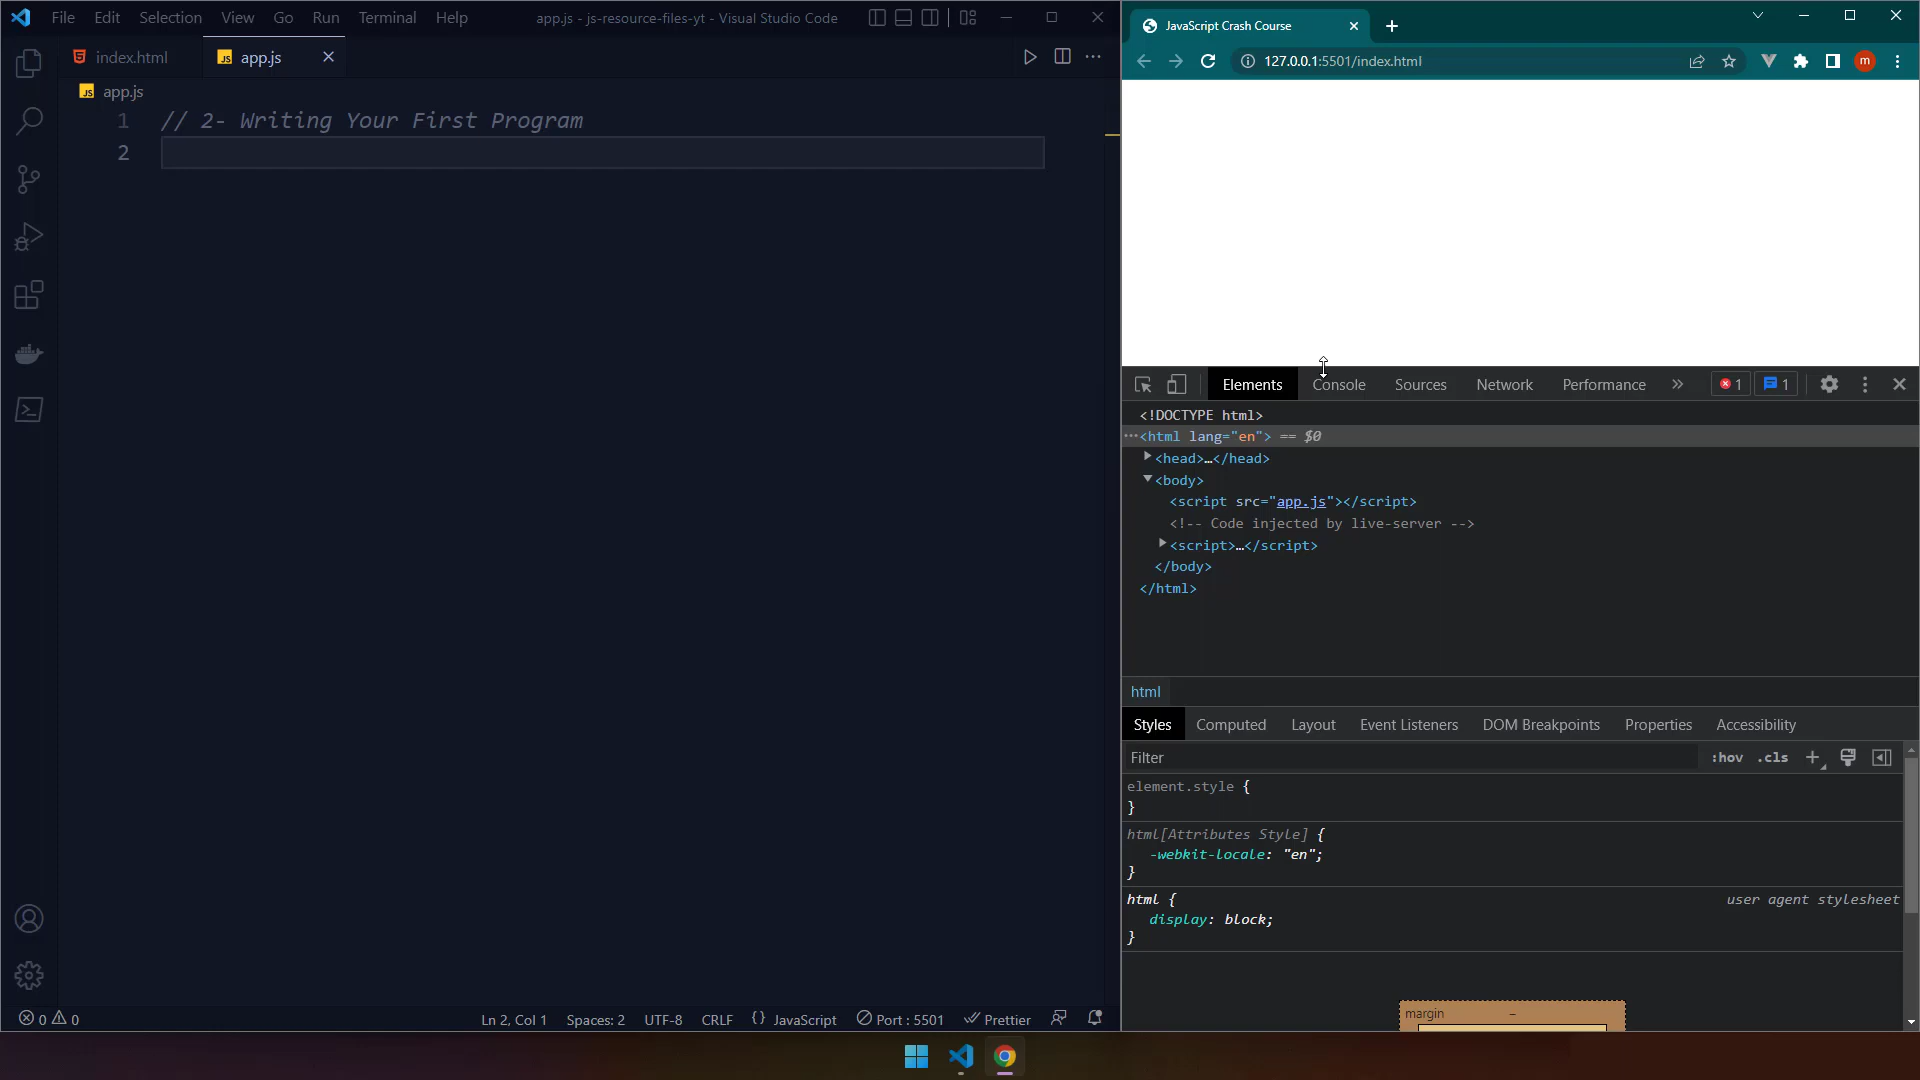 File Edit Selection View Go Run Terminal Help app.js - js-resource-files-yt - Visual Studio Code
index.html JS app.js
JS app.js
1 // 2- Writing Your First Program
2
Ln 2, Col 1 Spaces: 2 UTF-8 CRLF {} JavaScript Port : 5501 Prettier
0 0
JavaScript Crash Course
127.0.0.1:5501/index.html m
Elements Console Sources Network Performance » 1 1
<!DOCTYPE html>
···<html lang="en"> == $0
<head>…</head>
<body>
<script src="app.js"></script>
<!-- Code injected by live-server -->
<script>…</script>
</body>
</html>
html
Styles Computed Layout Event Listeners DOM Breakpoints Properties Accessibility
Filter :hov .cls +
element.style {
}
html[Attributes Style] {
-webkit-locale: "en";
}
html { user agent stylesheet
display: block;
}
margin –